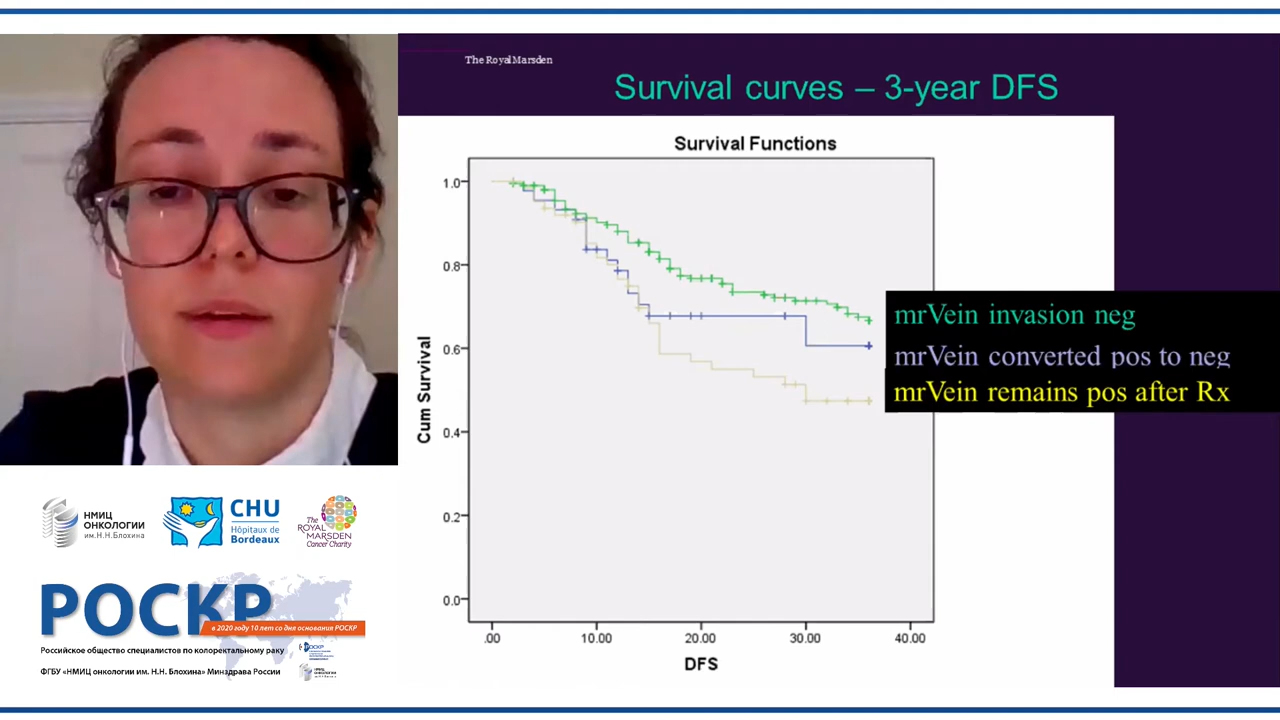 The Royal Marsden
Survival curves – 3-year DFS
Survival Functions
1.0
0.8
0.6
0.4
0.2
0.0
Cum Survival
.00 10.00 20.00 30.00 40.00
DFS
mrVein invasion neg
mrVein converted pos to neg
mrVein remains pos after Rx
НМИЦ
ОНКОЛОГИИ
им.Н.Н.Блохина
CHU
Hôpitaux de
Bordeaux
The
ROYAL
MARSDEN
Cancer Charity
РОСКР
в 2020 году 10 лет со дня основания РОСКР
Российское общество специалистов по колоректальному раку
ФГБУ «НМИЦ онкологии им. Н.Н. Блохина» Минздрава России